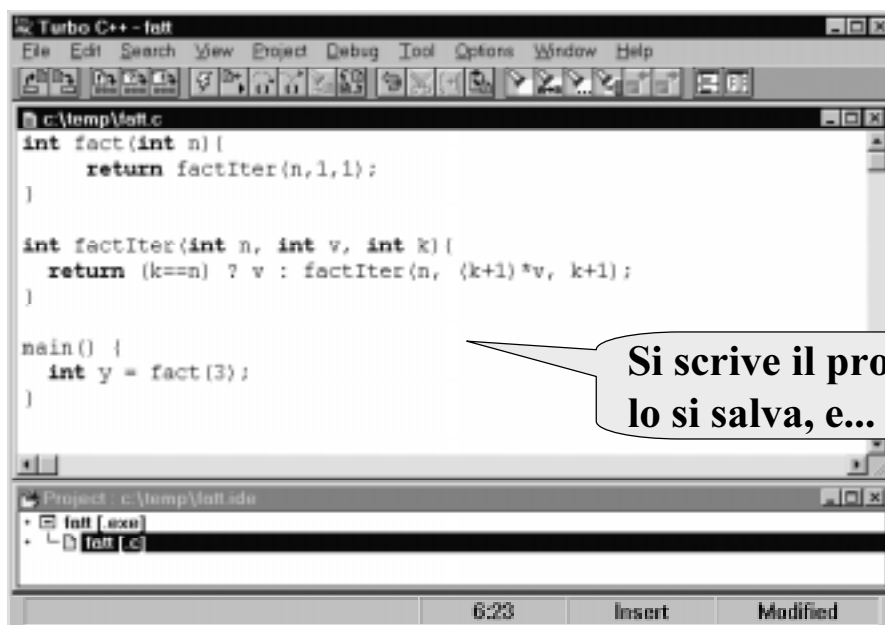 Turbo C++ - fatt
File Edit Search View Project Debug Tool Options Window Help
c:\temp\fatt.c
int fact(int n){
return factIter(n,1,1);
}
int factIter(int n, int v, int k){
return (k==n) ? v : factIter(n, (k+1)*v, k+1);
}
main() {
int y = fact(3);
}
Si scrive il pro
lo si salva, e...
Project : c:\temp\fatt.ide
fatt [.exe]
fatt [.c]
6:23 Insert Modified